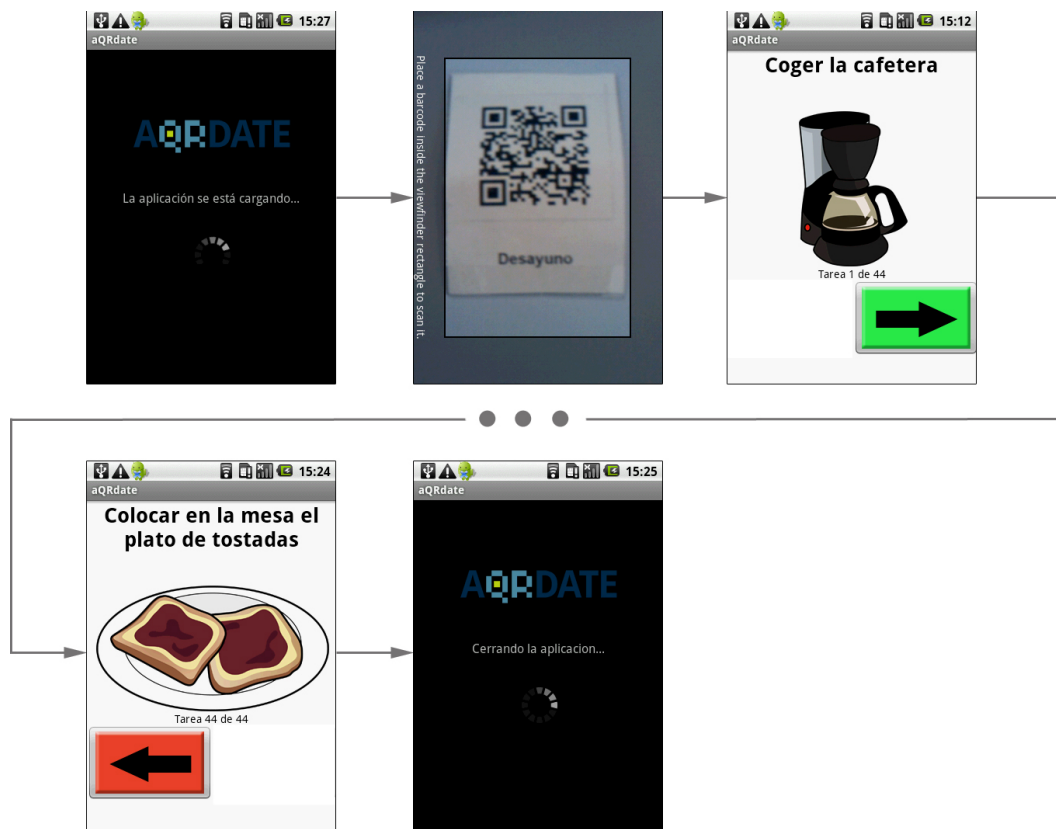 15:27
aQRdate
AQRDATE
La aplicación se está cargando...
Place a barcode inside the viewfinder rectangle to scan it.
Desayuno
15:12
aQRdate
Coger la cafetera
Tarea 1 de 44
15:24
aQRdate
Colocar en la mesa el
plato de tostadas
Tarea 44 de 44
15:25
aQRdate
AQRDATE
Cerrando la aplicacion...